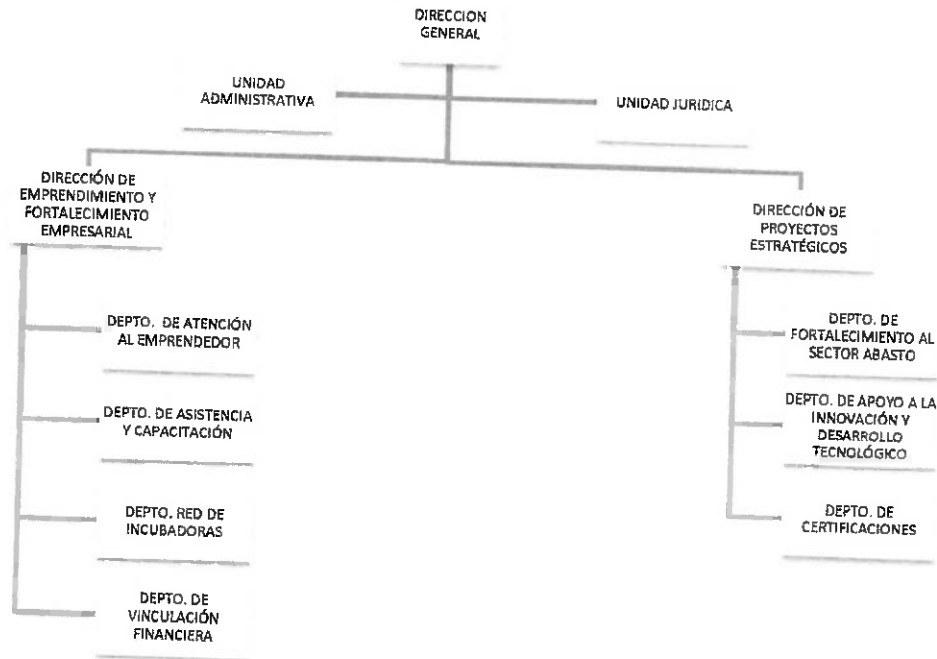 DIRECCION
GENERAL
UNIDAD
ADMINISTRATIVA
UNIDAD JURIDICA
DIRECCIÓN DE
EMPRENDIMIENTO Y
FORTALECIMIENTO
EMPRESARIAL
DIRECCIÓN DE
PROYECTOS
ESTRATÉGICOS
DEPTO. DE ATENCIÓN
AL EMPRENDEDOR
DEPTO. DE ASISTENCIA
Y CAPACITACIÓN
DEPTO. RED DE
INCUBADORAS
DEPTO. DE
VINCULACIÓN
FINANCIERA
DEPTO. DE
FORTALECIMIENTO AL
SECTOR ABASTO
DEPTO. DE APOYO A LA
INNOVACIÓN Y
DESARROLLO
TECNOLÓGICO
DEPTO. DE
CERTIFICACIONES